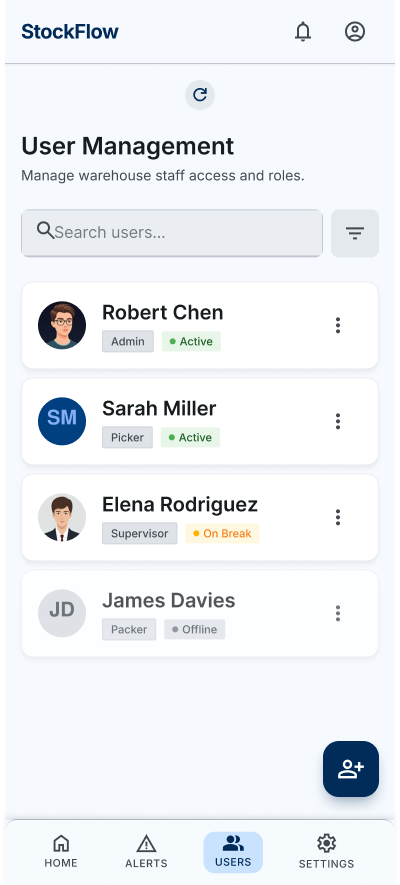 StockFlow
User Management
Manage warehouse staff access and roles.
Search users...
Robert Chen
Admin
Active
SM
Sarah Miller
Picker
Active
Elena Rodriguez
Supervisor
On Break
JD
James Davies
Packer
Offline
HOME
ALERTS
USERS
SETTINGS